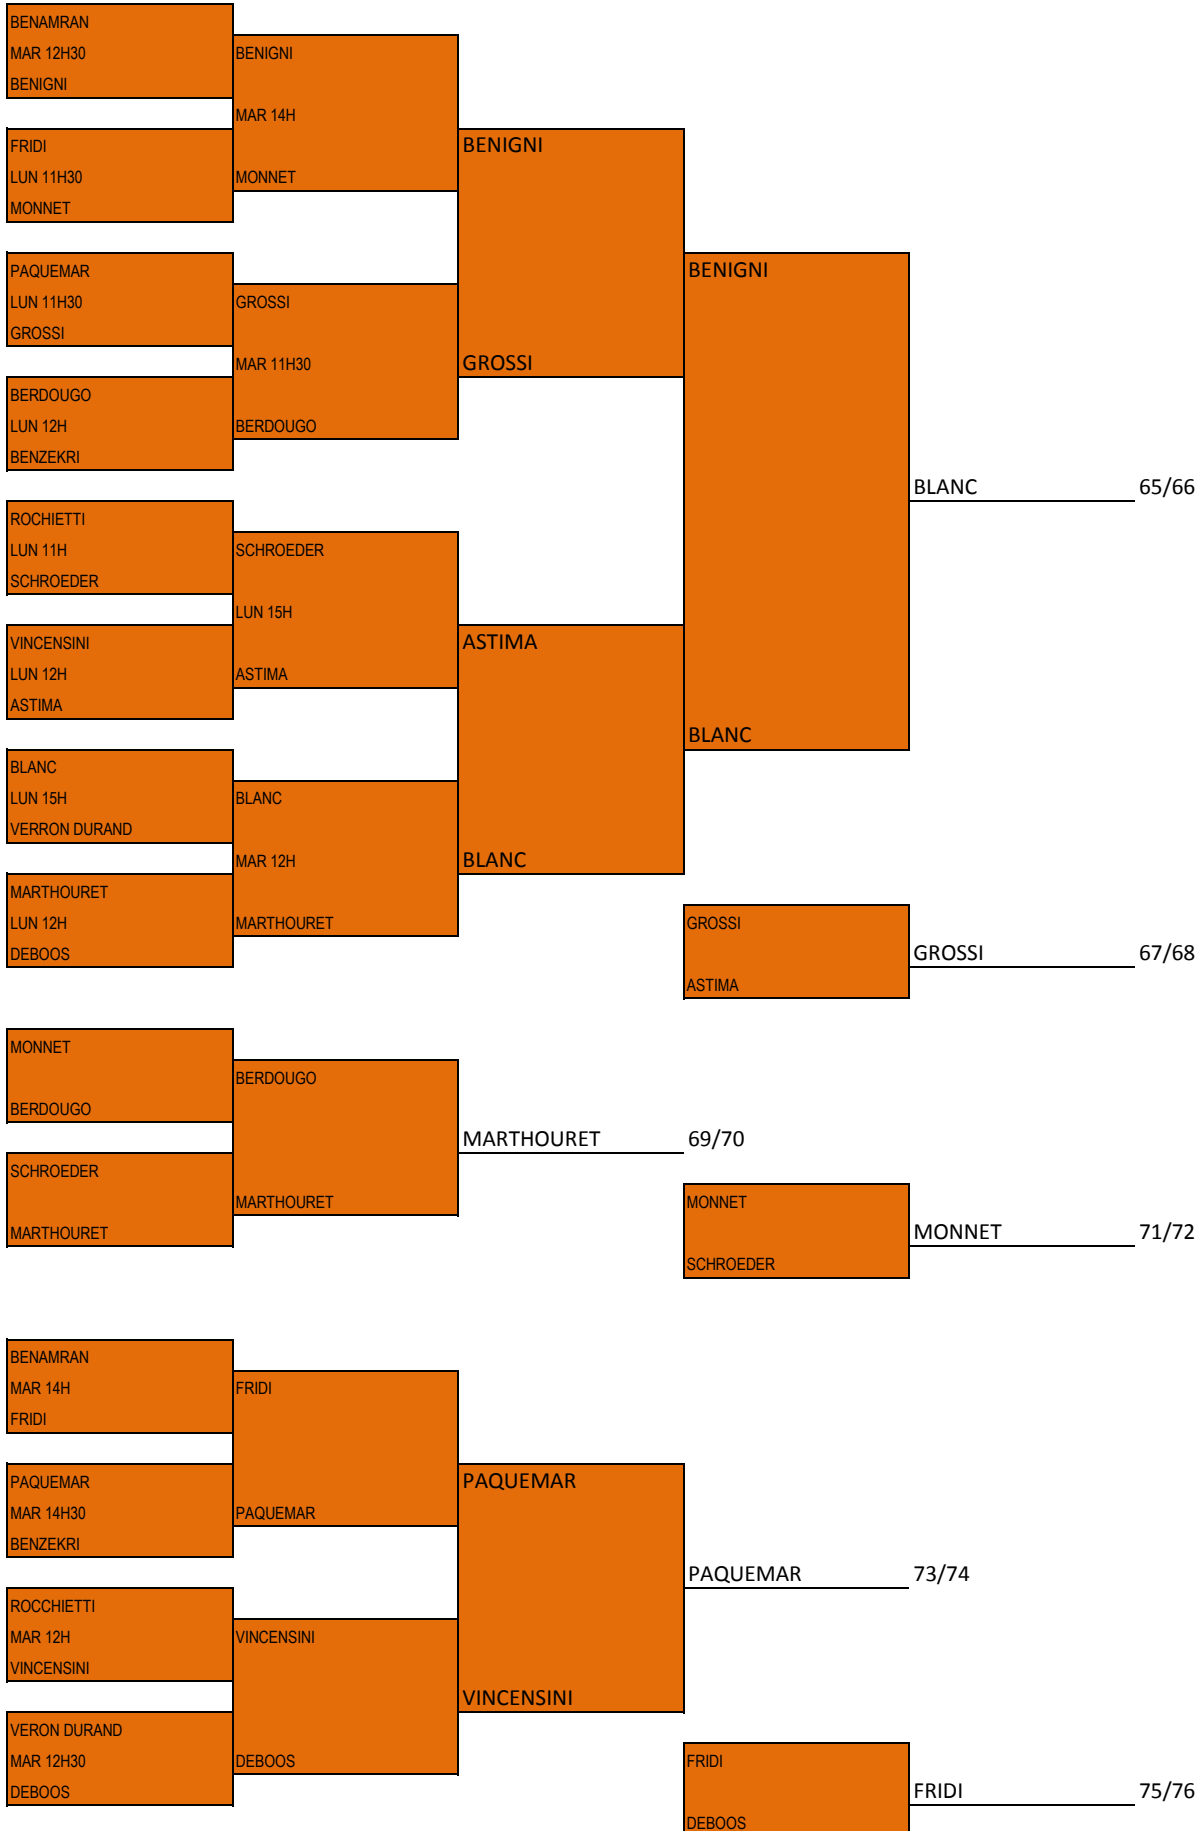 BENAMRAN
MAR 12H30
BENIGNI
BENIGNI
MAR 14H
MONNET
FRIDI
LUN 11H30
MONNET
BENIGNI
GROSSI
PAQUEMAR
LUN 11H30
GROSSI
GROSSI
MAR 11H30
BERDOUGO
BERDOUGO
LUN 12H
BENZEKRI
BENIGNI
BLANC
BLANC 65/66
ROCHIETTI
LUN 11H
SCHROEDER
SCHROEDER
LUN 15H
ASTIMA
VINCENSINI
LUN 12H
ASTIMA
ASTIMA
BLANC
BLANC
LUN 15H
VERRON DURAND
BLANC
MAR 12H
MARTHOURET
MARTHOURET
LUN 12H
DEBOOS
GROSSI
ASTIMA
GROSSI 67/68
MONNET
BERDOUGO
BERDOUGO
MARTHOURET
SCHROEDER
MARTHOURET
MARTHOURET 69/70
MONNET
SCHROEDER
MONNET 71/72
BENAMRAN
MAR 14H
FRIDI
FRIDI
PAQUEMAR
PAQUEMAR
MAR 14H30
BENZEKRI
PAQUEMAR
VINCENSINI
PAQUEMAR 73/74
ROCCHIETTI
MAR 12H
VINCENSINI
VINCENSINI
DEBOOS
VERON DURAND
MAR 12H30
DEBOOS
FRIDI
DEBOOS
FRIDI 75/76